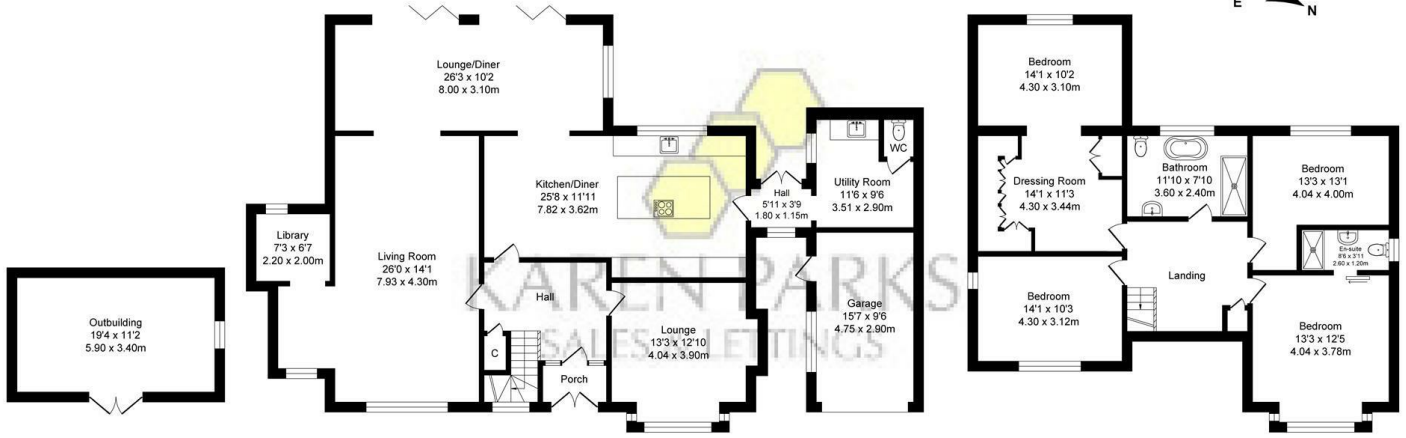 E
N
Lounge/Diner
26'3 x 10'2
8.00 x 3.10m
Kitchen/Diner
25'8 x 11'11
7.82 x 3.62m
Hall
5'11 x 3'9
1.80 x 1.15m
Utility Room
11'6 x 9'6
3.51 x 2.90m
WC
Library
7'3 x 6'7
2.20 x 2.00m
Living Room
26'0 x 14'1
7.93 x 4.30m
Hall
C
Porch
Lounge
13'3 x 12'10
4.04 x 3.90m
Garage
15'7 x 9'6
4.75 x 2.90m
Outbuilding
19'4 x 11'2
5.90 x 3.40m
KAREN PARKS
SALES & LETTINGS
Bedroom
14'1 x 10'2
4.30 x 3.10m
Dressing Room
14'1 x 11'3
4.30 x 3.44m
Bathroom
11'10 x 7'10
3.60 x 2.40m
Bedroom
13'3 x 13'1
4.04 x 4.00m
En-suite
8'6 x 3'11
2.60 x 1.20m
Landing
Bedroom
14'1 x 10'3
4.30 x 3.12m
Bedroom
13'3 x 12'5
4.04 x 3.78m